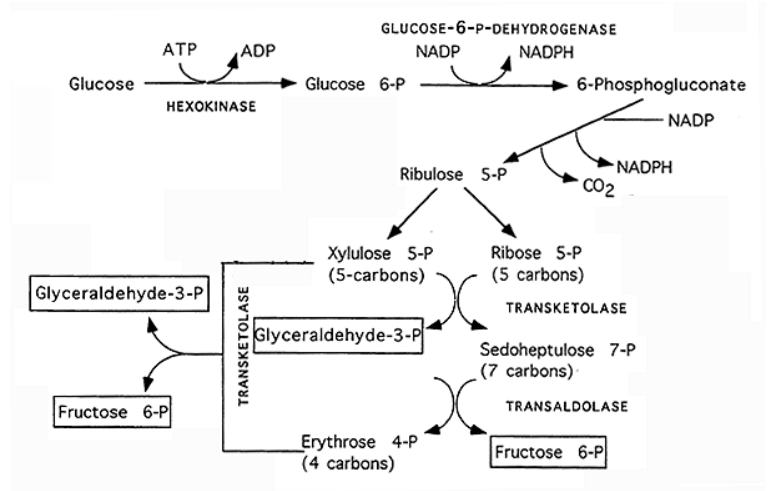 GLUCOSE-6-P-DEHYDROGENASE
ATP ADP NADP NADPH
Glucose Glucose 6-P 6-Phosphogluconate
HEXOKINASE
NADP
NADPH
CO2
Ribulose 5-P
Xylulose 5-P Ribose 5-P
(5-carbons) (5 carbons)
Glyceraldehyde-3-P
TRANSKETOLASE
TRANSKETOLASE
Glyceraldehyde-3-P
Sedoheptulose 7-P
(7 carbons)
Fructose 6-P
TRANSALDOLASE
Erythrose 4-P Fructose 6-P
(4 carbons)